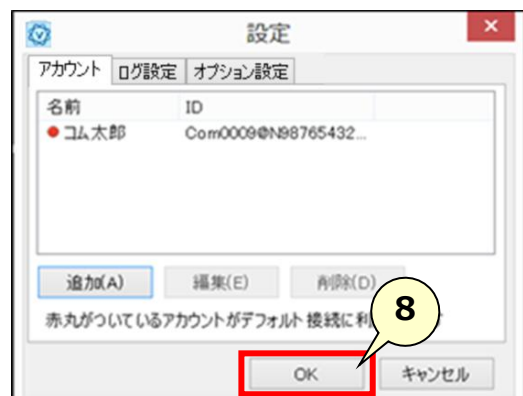 設定
アカウント ログ設定 オプション設定
名前 ID
コム太郎 Com0009@N98765432...
追加(A) 編集(E) 削除(D)
赤丸がついているアカウントがデフォルト接続に利
8
OK キャンセル